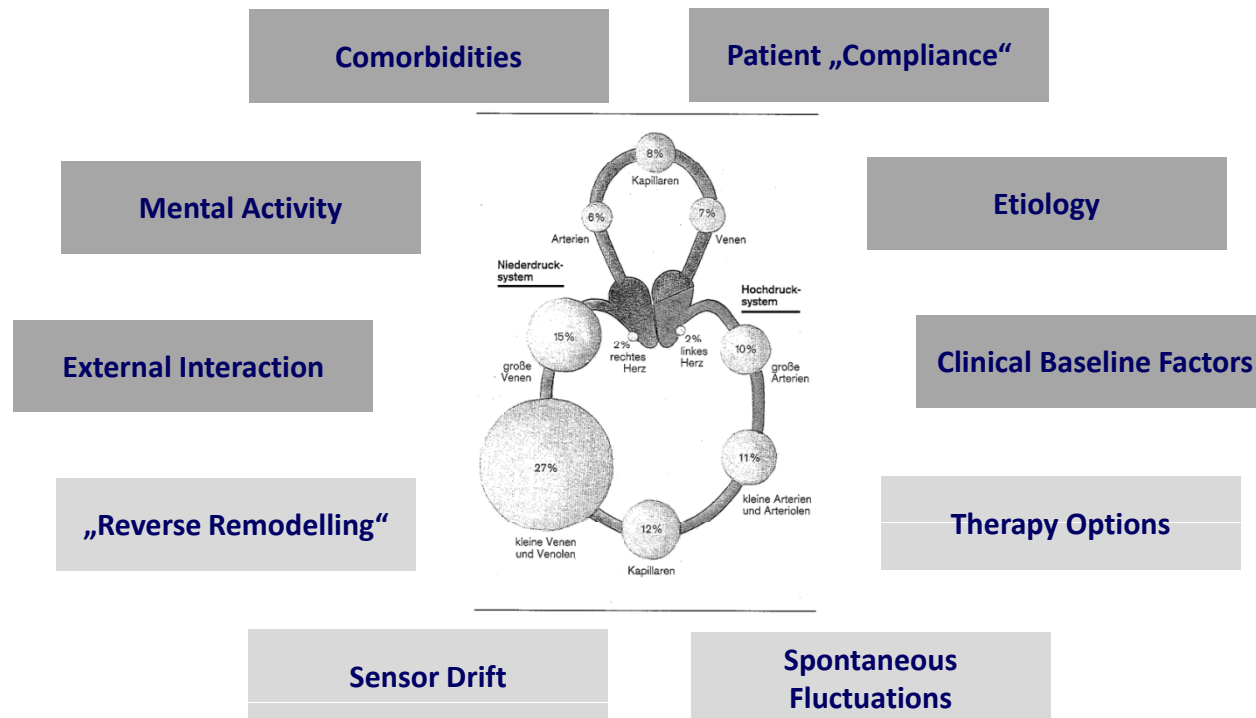 Comorbidities
Patient „Compliance“
Mental Activity
Etiology
External Interaction
Clinical Baseline Factors
„Reverse Remodelling“
Therapy Options
Sensor Drift
Spontaneous
Fluctuations
8%
Kapillaren
6%
Arterien
7%
Venen
Niederdruck-
system
Hochdruck-
system
15%
große
Venen
2%
rechtes
Herz
2%
linkes
Herz
10%
große
Arterien
27%
kleine Venen
und Venolen
11%
kleine Arterien
und Arteriolen
12%
Kapillaren